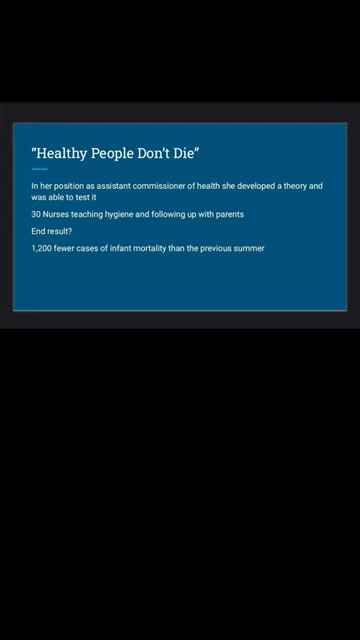 “Healthy People Don’t Die”
In her position as assistant commissioner of health she developed a theory and
was able to test it
30 Nurses teaching hygiene and following up with parents
End result?
1,200 fewer cases of infant mortality than the previous summer